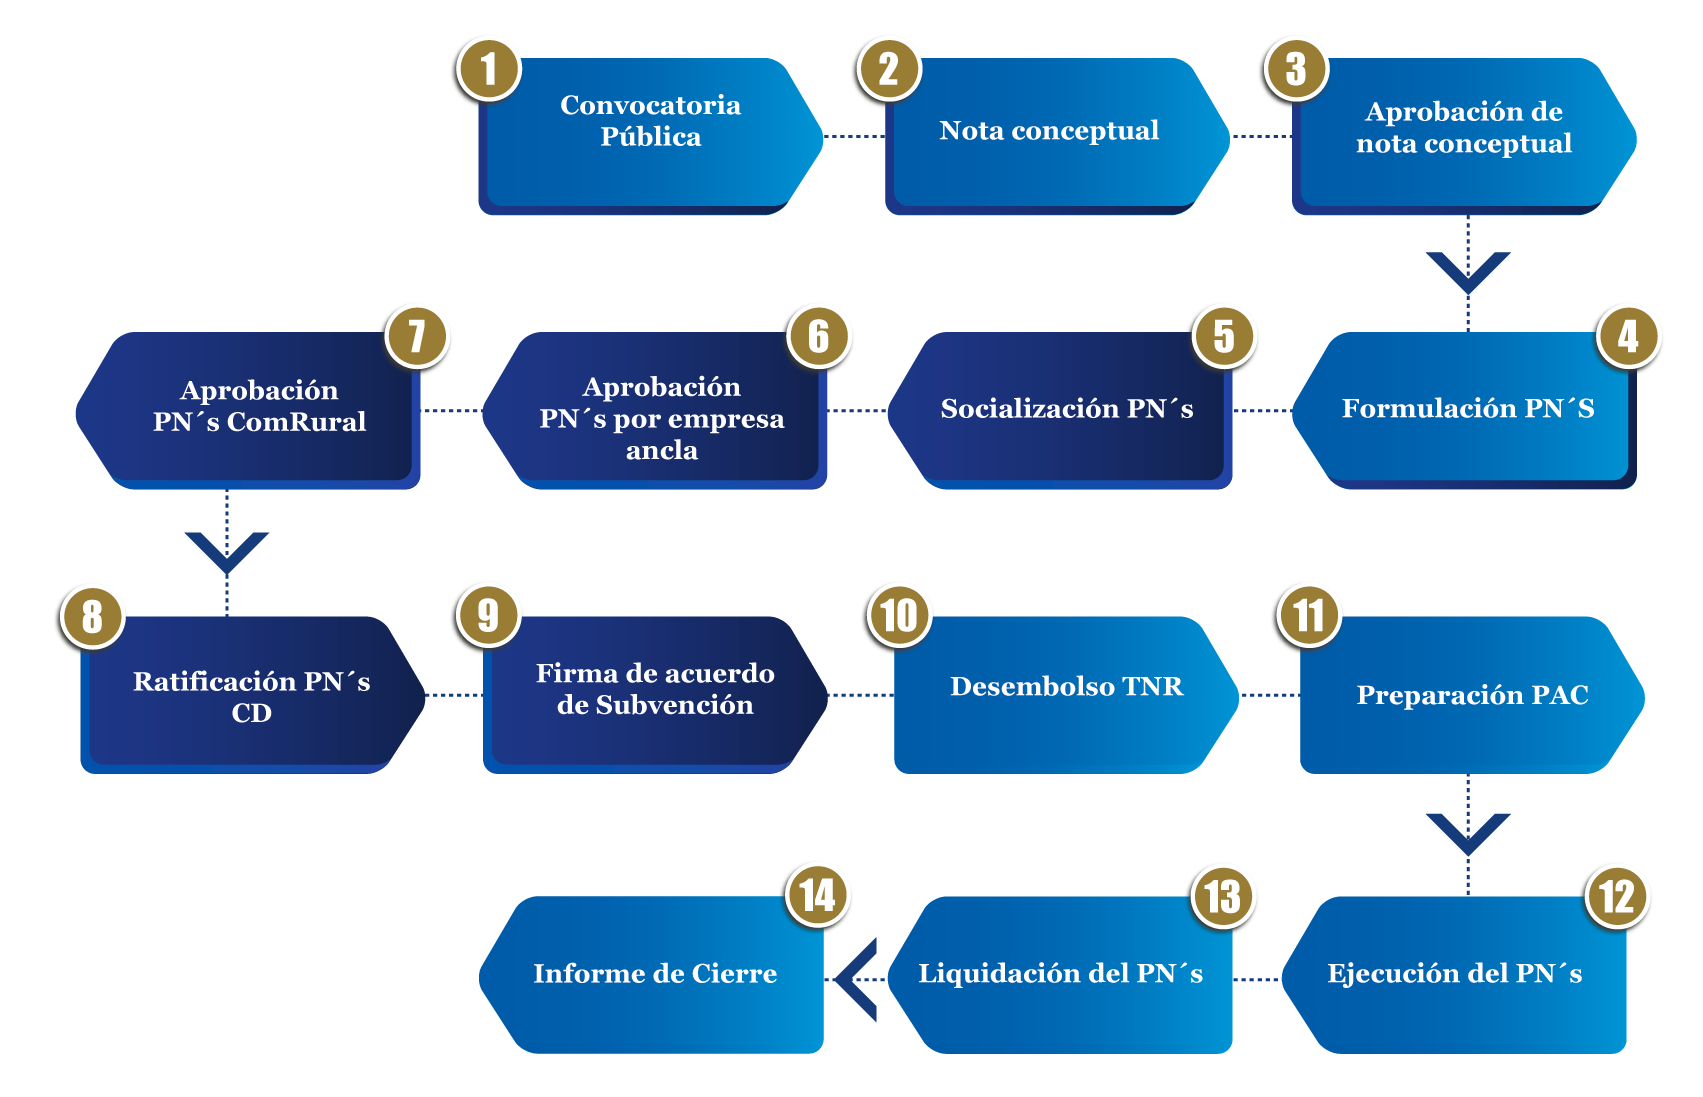 1
Convocatoria
Pública
2
Nota conceptual
3
Aprobación de
nota conceptual
4
Formulación PN´S
5
Socialización PN´s
6
Aprobación
PN´s por empresa
ancla
7
Aprobación
PN´s ComRural
8
Ratificación PN´s
CD
9
Firma de acuerdo
de Subvención
10
Desembolso TNR
11
Preparación PAC
12
Ejecución del PN´s
13
Liquidación del PN´s
14
Informe de Cierre